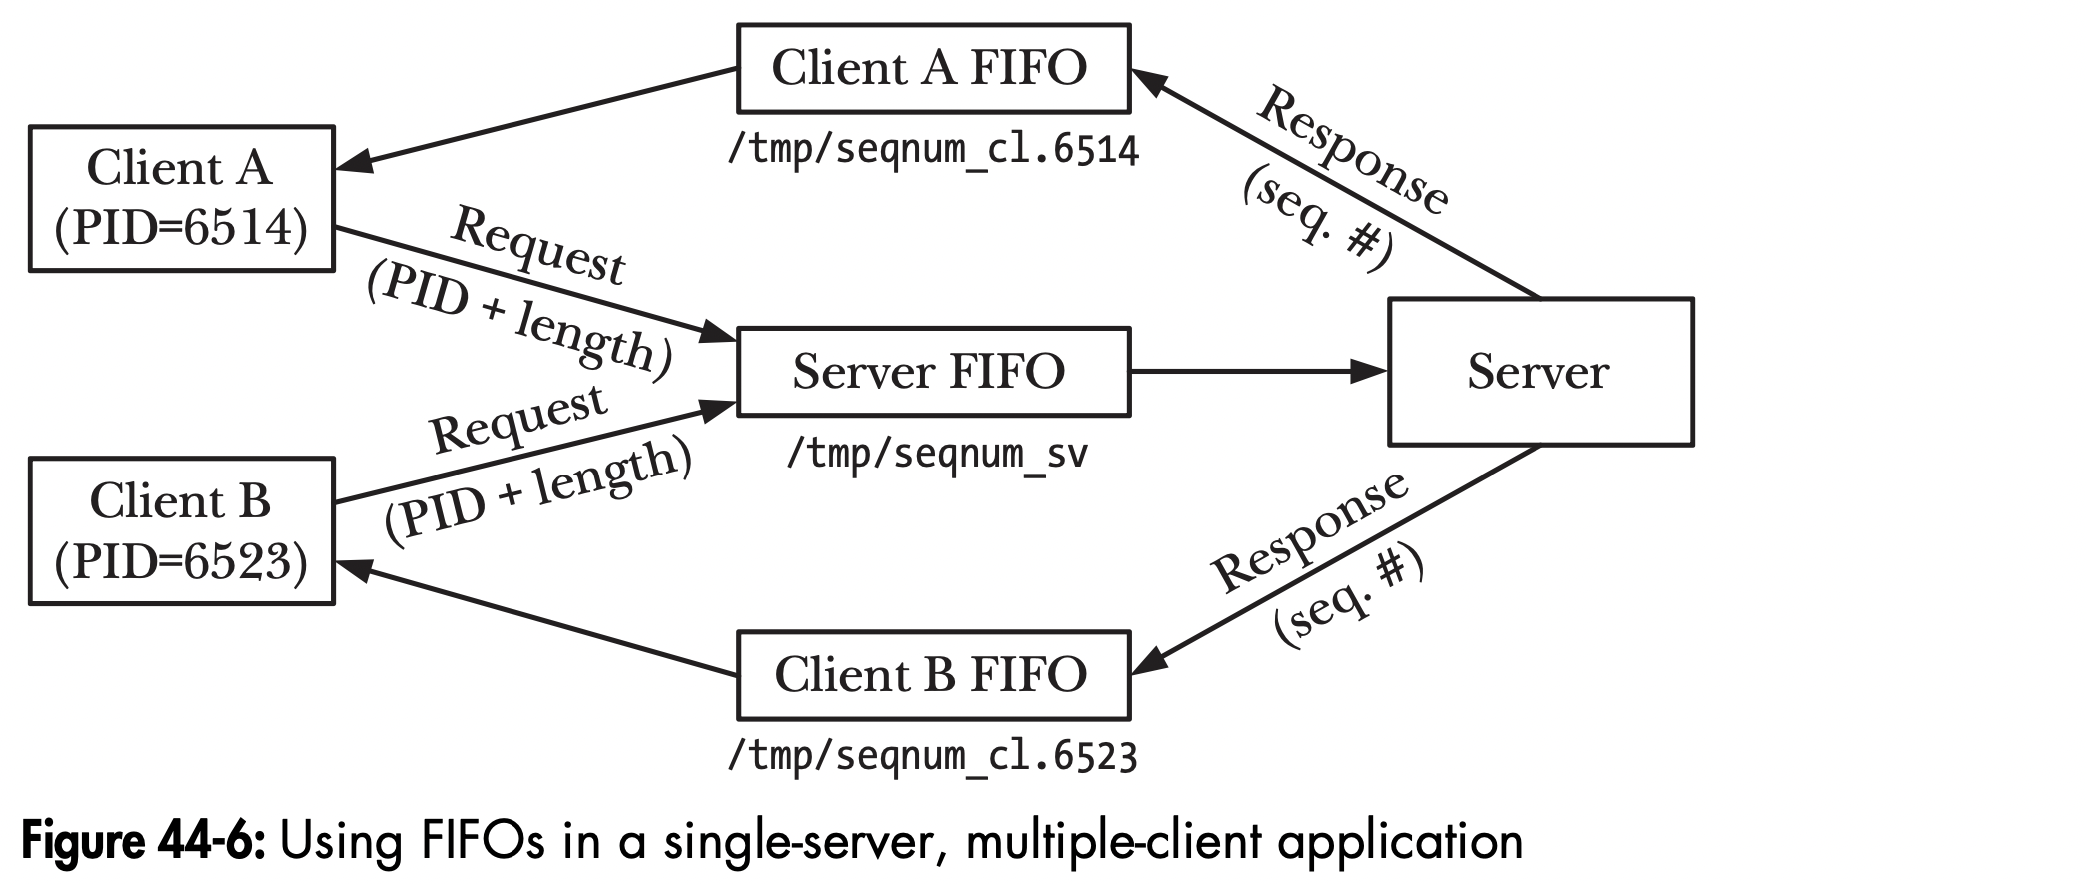 Client A FIFO
/tmp/seqnum_cl.6514
Response
(seq. #)
Client A
(PID=6514)
Request
(PID + length)
Server FIFO
/tmp/seqnum_sv
Server
Request
(PID + length)
Client B
(PID=6523)
Response
(seq. #)
Client B FIFO
/tmp/seqnum_cl.6523
Figure 44-6: Using FIFOs in a single-server, multiple-client application